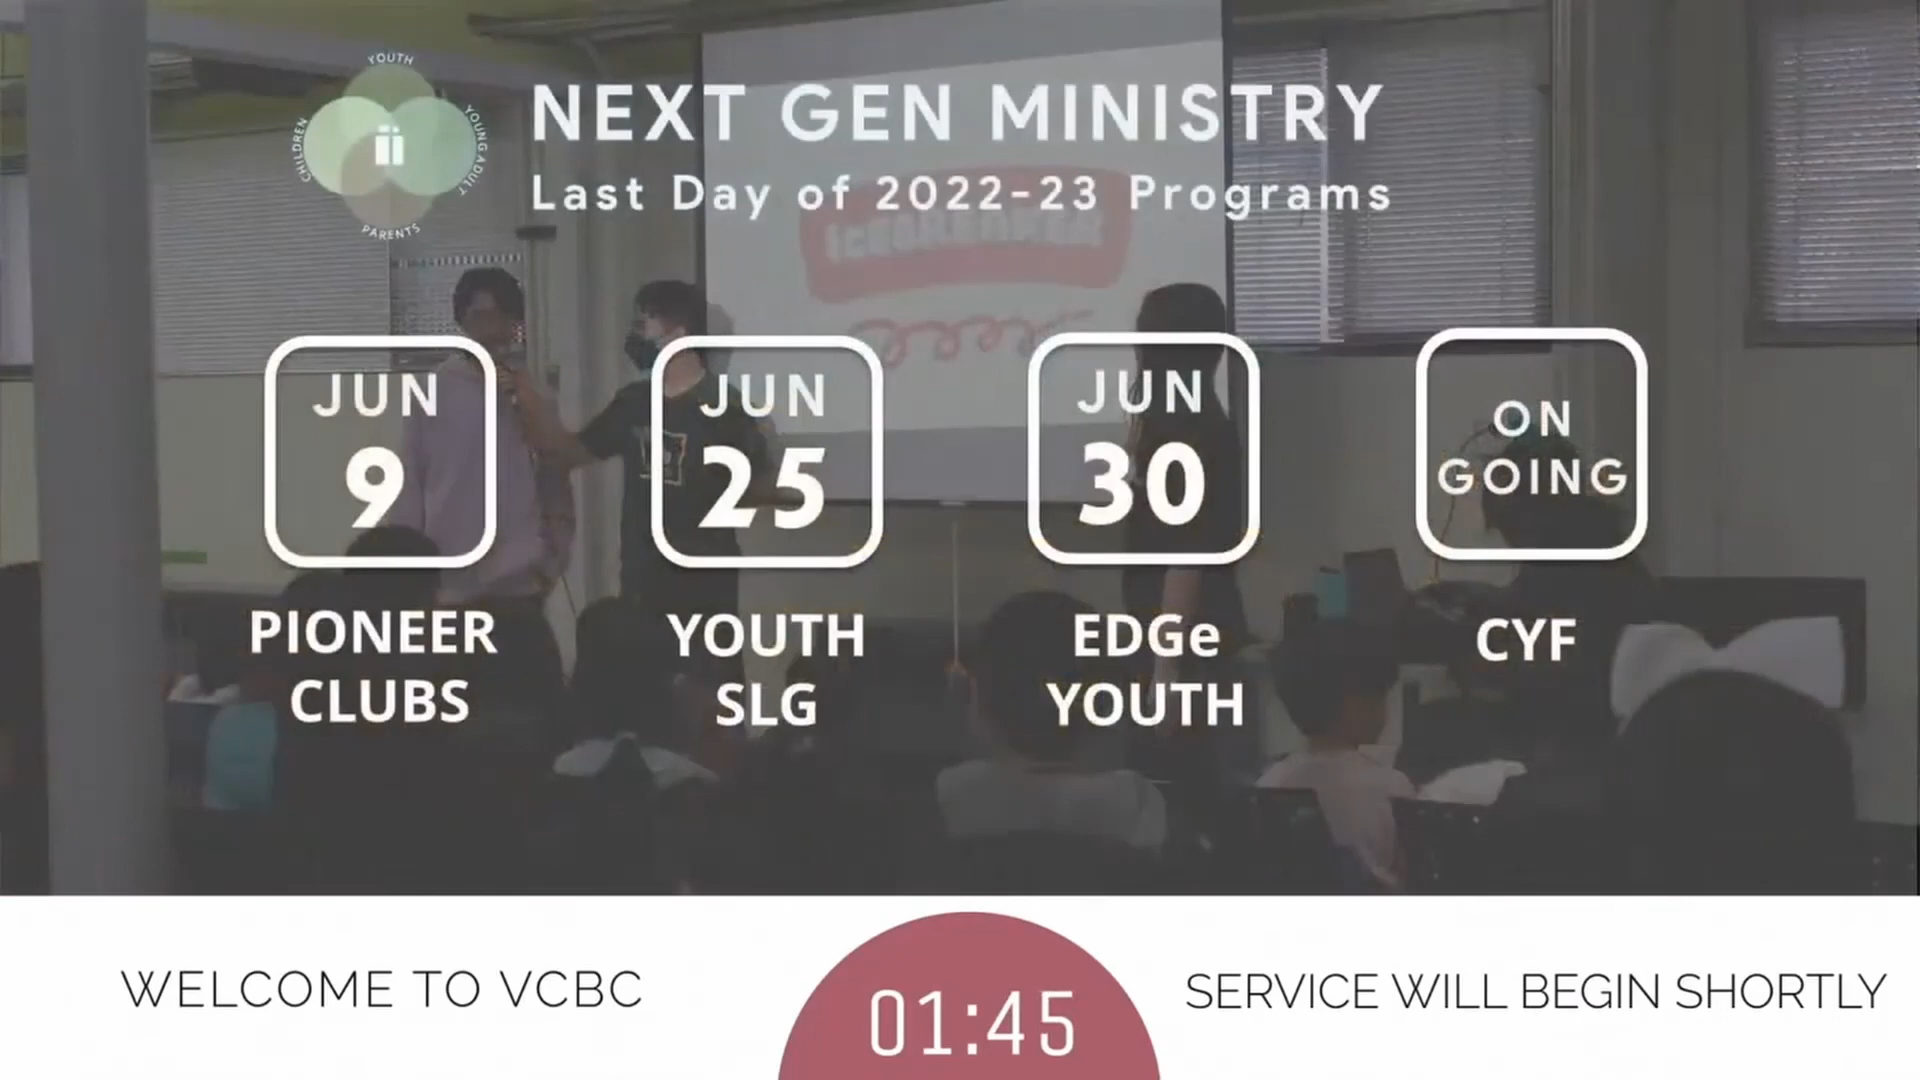 YOUTH
CHILDREN
YOUNG ADULT
PARENTS
NEXT GEN MINISTRY
Last Day of 2022-23 Programs
ICEBREAKER
JUN
9
PIONEER
CLUBS
JUN
25
YOUTH
SLG
JUN
30
EDGe
YOUTH
ON
GOING
CYF
WELCOME TO VCBC
01:45
SERVICE WILL BEGIN SHORTLY